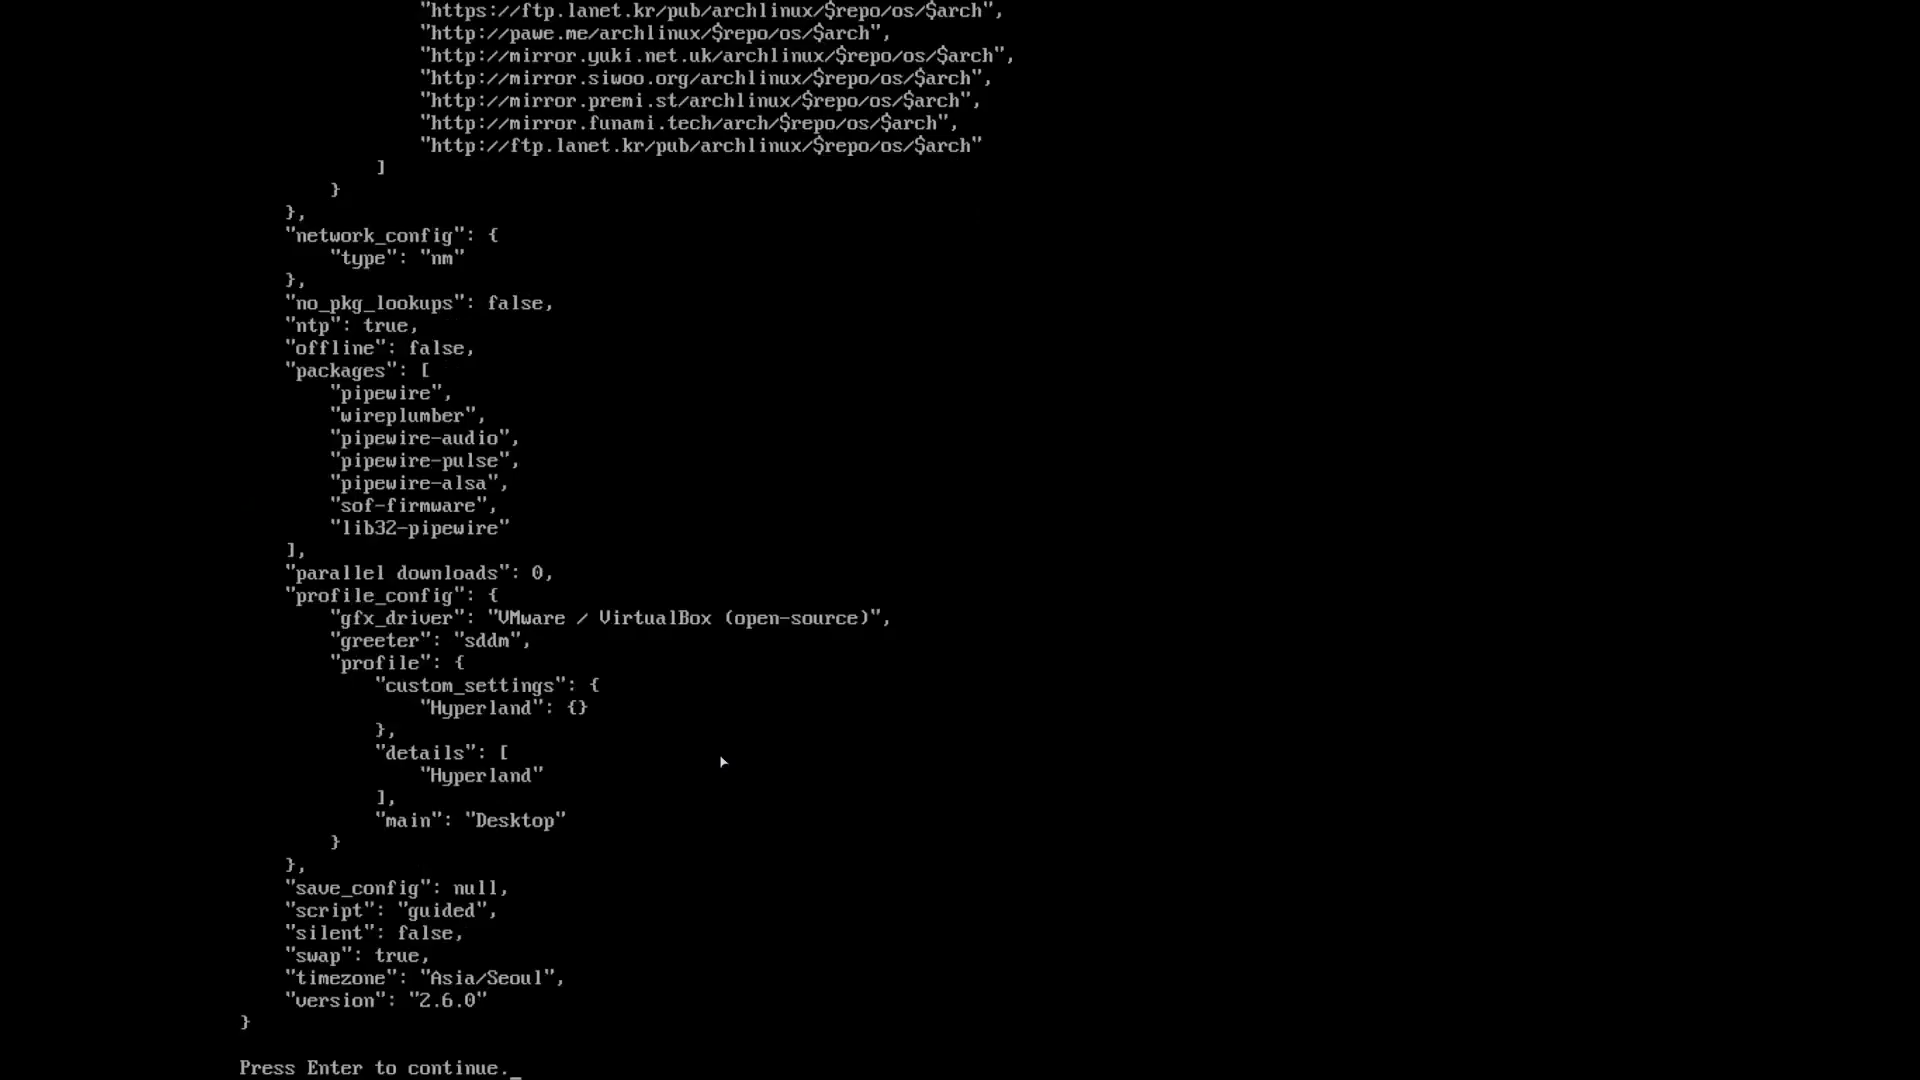 "https://ftp.lanet.kr/pub/archlinux/$repo/os/$arch",
"http://pawe.me/archlinux/$repo/os/$arch",
"http://mirror.yuki.net.uk/archlinux/$repo/os/$arch",
"http://mirror.siwoo.org/archlinux/$repo/os/$arch",
"http://mirror.premi.st/archlinux/$repo/os/$arch",
"http://mirror.funami.tech/arch/$repo/os/$arch",
"http://ftp.lanet.kr/pub/archlinux/$repo/os/$arch"
]
}
},
"network_config": {
"type": "nm"
},
"no_pkg_lookups": false,
"ntp": true,
"offline": false,
"packages": [
"pipewire",
"wireplumber",
"pipewire-audio",
"pipewire-pulse",
"pipewire-alsa",
"sof-firmware",
"lib32-pipewire"
],
"parallel downloads": 0,
"profile_config": {
"gfx_driver": "VMware / VirtualBox (open-source)",
"greeter": "sddm",
"profile": {
"custom_settings": {
"Hyperland": {}
},
"details": [
"Hyperland"
],
"main": "Desktop"
}
},
"save_config": null,
"script": "guided",
"silent": false,
"swap": true,
"timezone": "Asia/Seoul",
"version": "2.6.0"
}
Press Enter to continue._